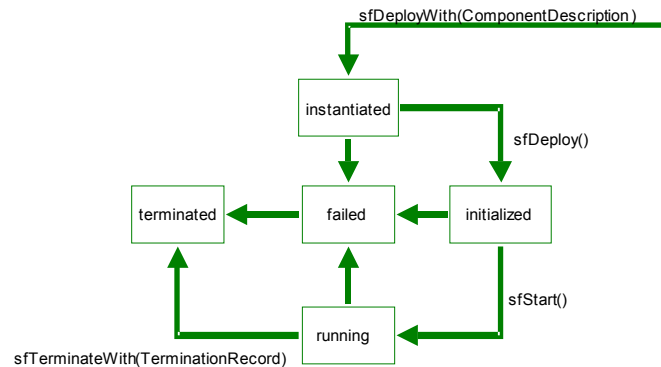 sfDeployWith(ComponentDescription)
instantiated
sfDeploy()
terminated
failed
initialized
sfStart()
running
sfTerminateWith(TerminationRecord)